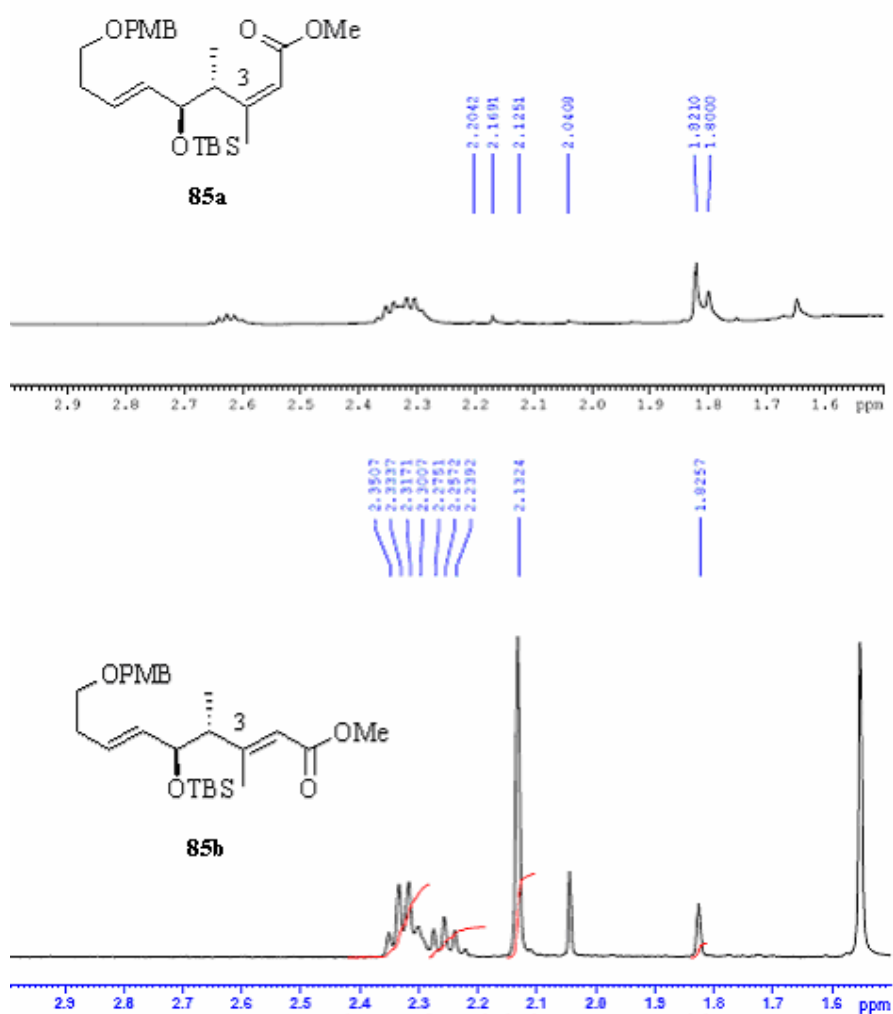 OPMB
O
OMe
3
OTBS
85a
2.2042
2.1691
2.1251
2.0408
1.8210
1.8000
2.9 2.8 2.7 2.6 2.5 2.4 2.3 2.2 2.1 2.0 1.9 1.8 1.7 1.6 ppm
2.3507
2.3337
2.3171
2.3007
2.2751
2.2572
2.2392
2.1324
1.8257
OPMB
3
OMe
OTBS
O
85b
2.9 2.8 2.7 2.6 2.5 2.4 2.3 2.2 2.1 2.0 1.9 1.8 1.7 1.6 ppm